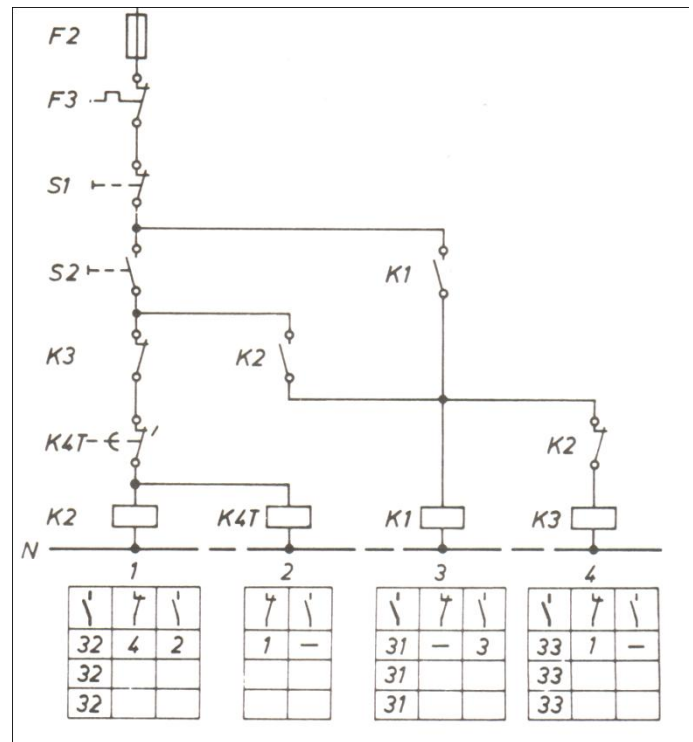 F2
F3
S1
S2 K1
K3 K2
K4T K2
K2 K4T K1 K3
N
1 2 3 4
32 4 2 1 – 31 – 3 33 1 –
32 31 33
32 31 33